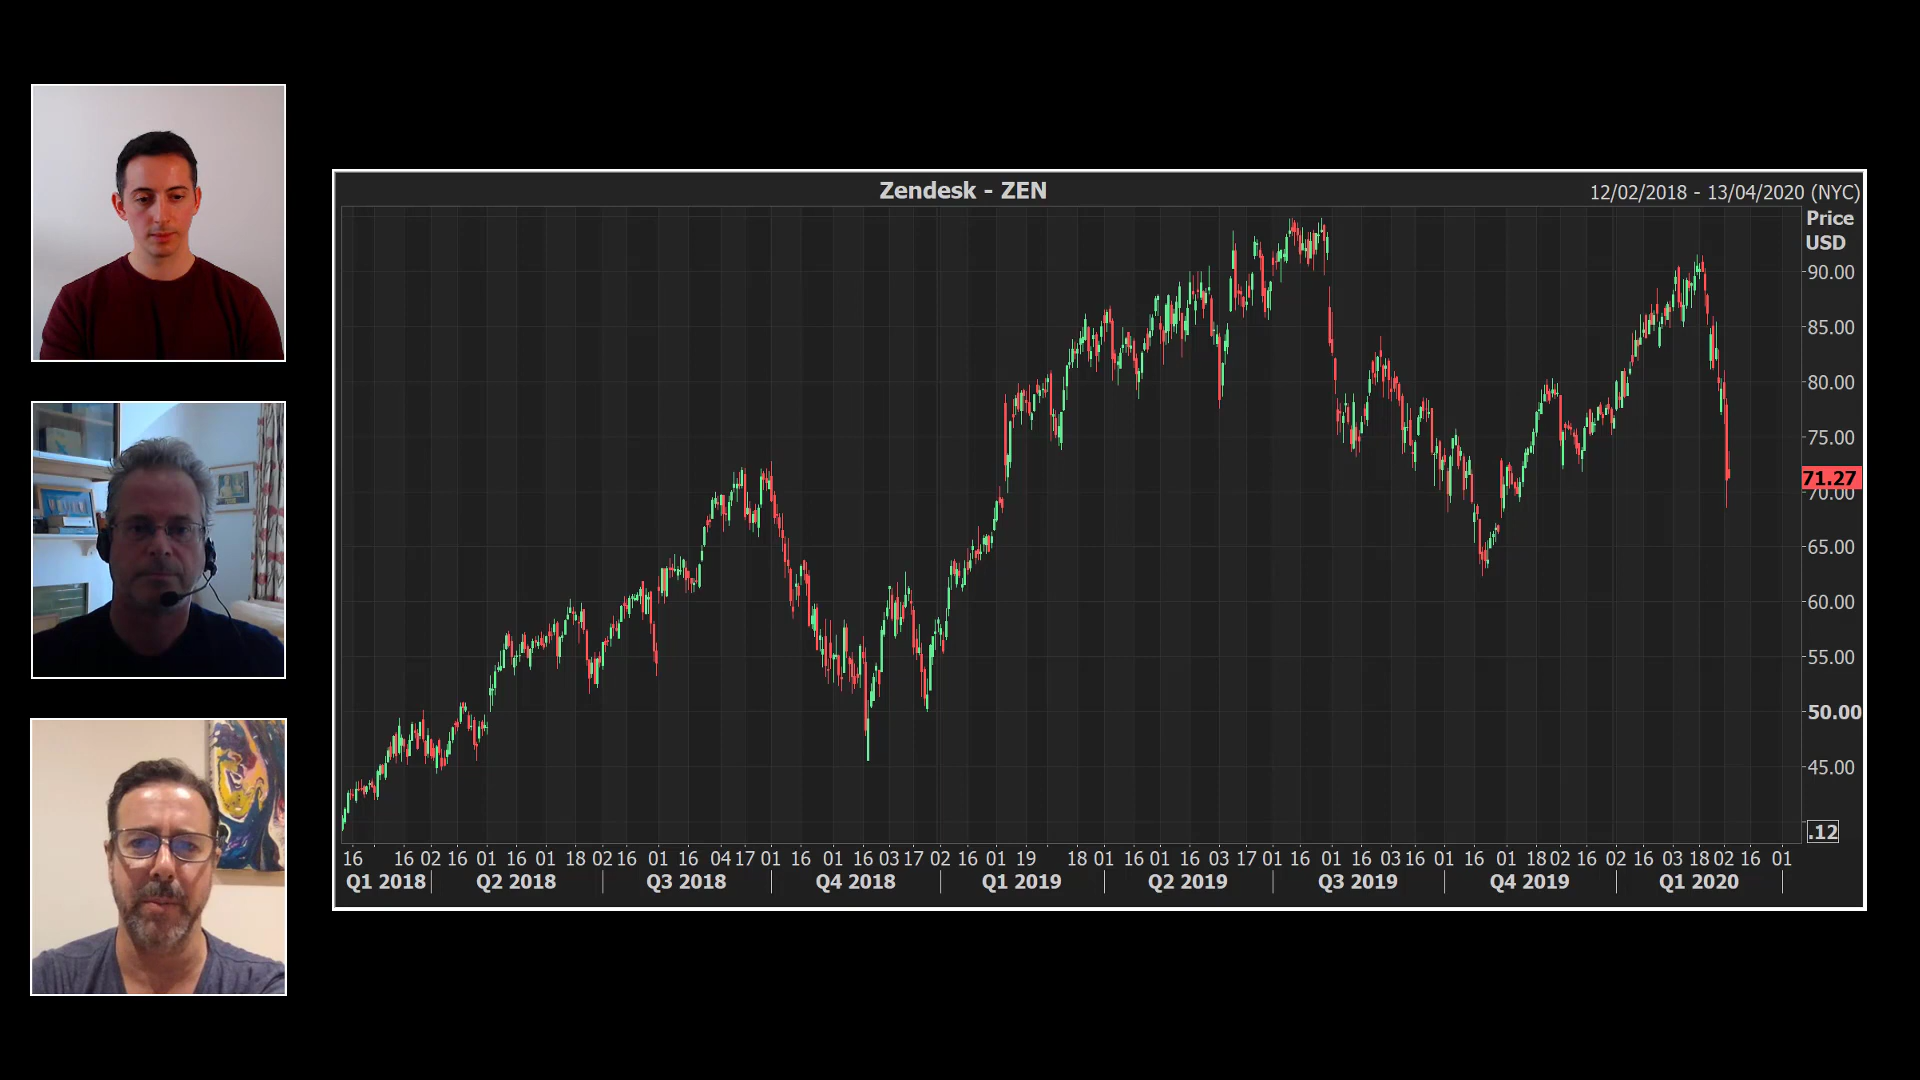 Zendesk - ZEN
12/02/2018 - 13/04/2020 (NYC)
Price
USD
90.00
85.00
80.00
75.00
71.27
70.00
65.00
60.00
55.00
50.00
45.00
.12
16 16 02 16 01 16 01 18 02 16 01 16 04 17 01 16 01 16 03 17 02 16 01 19 18 01 16 01 16 03 17 01 16 01 16 03 16 01 16 01 18 02 16 02 16 03 18 02 16 01
Q1 2018 Q2 2018 Q3 2018 Q4 2018 Q1 2019 Q2 2019 Q3 2019 Q4 2019 Q1 2020